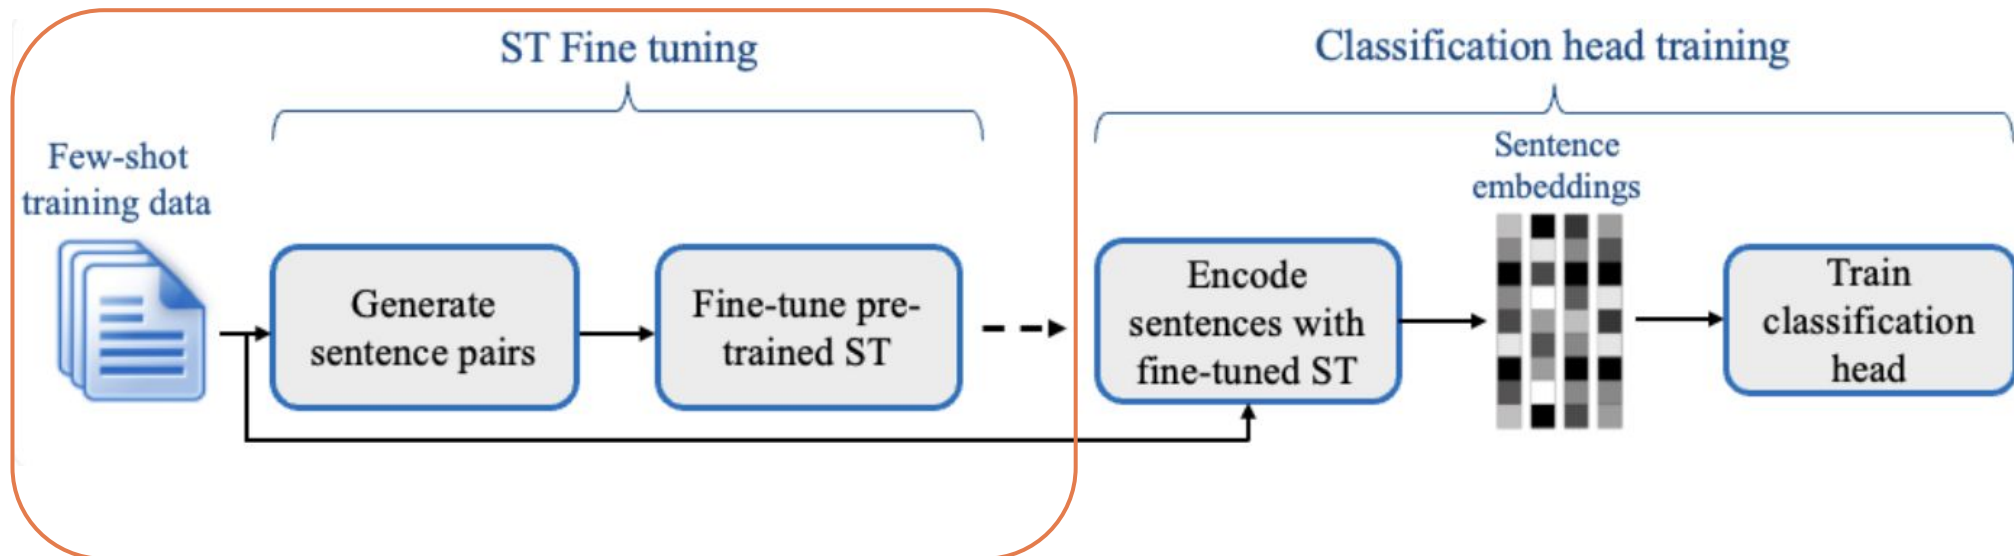 ST Fine tuning
Classification head training
Few-shot
training data
Generate
sentence pairs
Fine-tune pre-
trained ST
Encode
sentences with
fine-tuned ST
Sentence
embeddings
Train
classification
head